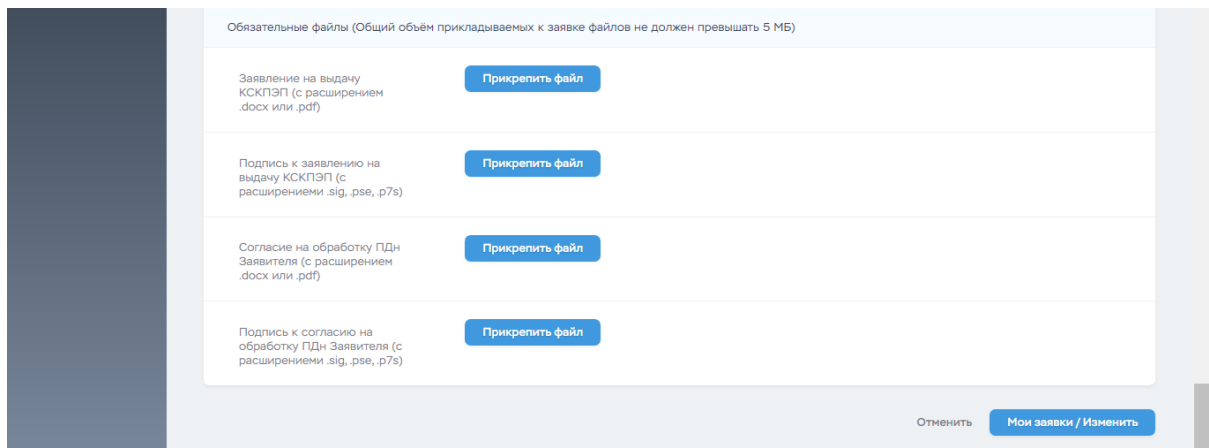 Обязательные файлы (Общий объём прикладываемых к заявке файлов не должен превышать 5 МБ)
Заявление на выдачу
КСКПЭП (с расширением
.docx или .pdf)
Прикрепить файл
Подпись к заявлению на
выдачу КСКПЭП (с
расширениеми .sig, .pse, .p7s)
Прикрепить файл
Согласие на обработку ПДн
Заявителя (с расширением
.docx или .pdf)
Прикрепить файл
Подпись к согласию на
обработку ПДн Заявителя (с
расширениеми .sig, .pse, .p7s)
Прикрепить файл
Отменить
Мои заявки / Изменить